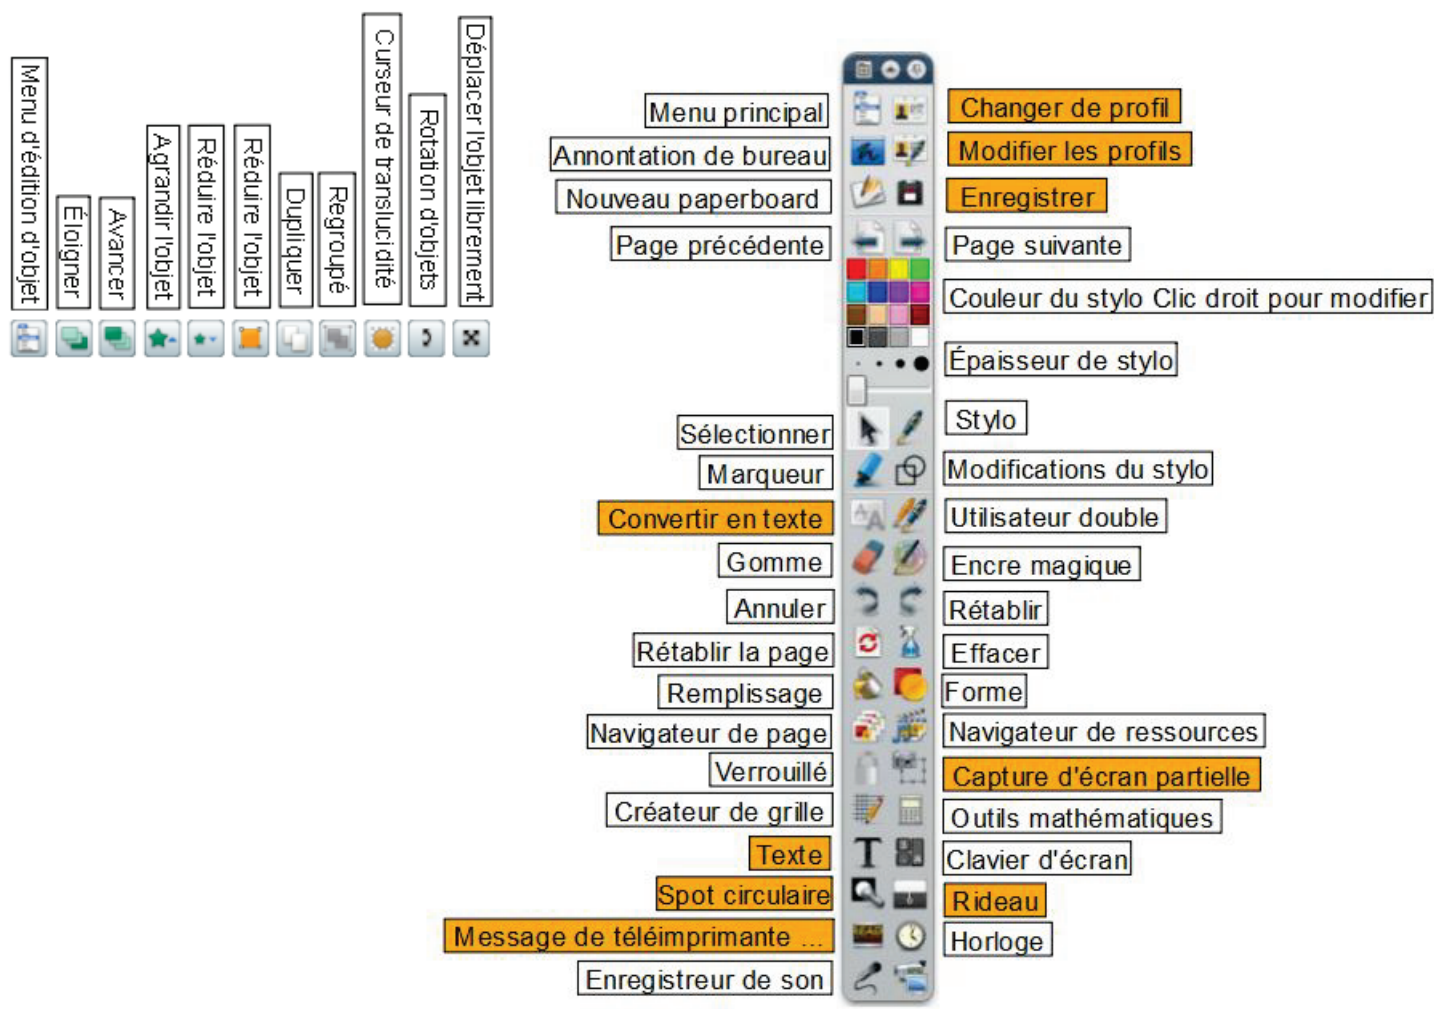 Menu d'édition d'objet
Éloigner
Avancer
Agrandir l'objet
Réduire l'objet
Réduire l'objet
Dupliquer
Regroupé
Curseur de translucidité
Rotation d'objets
Déplacer l'objet librement
Menu principal
Changer de profil
Annontation de bureau
Modifier les profils
Nouveau paperboard
Enregistrer
Page précédente
Page suivante
Couleur du stylo Clic droit pour modifier
Épaisseur de stylo
Sélectionner
Stylo
Marqueur
Modifications du stylo
Convertir en texte
Utilisateur double
Gomme
Encre magique
Annuler
Rétablir
Rétablir la page
Effacer
Remplissage
Forme
Navigateur de page
Navigateur de ressources
Verrouillé
Capture d'écran partielle
Créateur de grille
Outils mathématiques
Texte
Clavier d'écran
Spot circulaire
Rideau
Message de téléimprimante ...
Horloge
Enregistreur de son